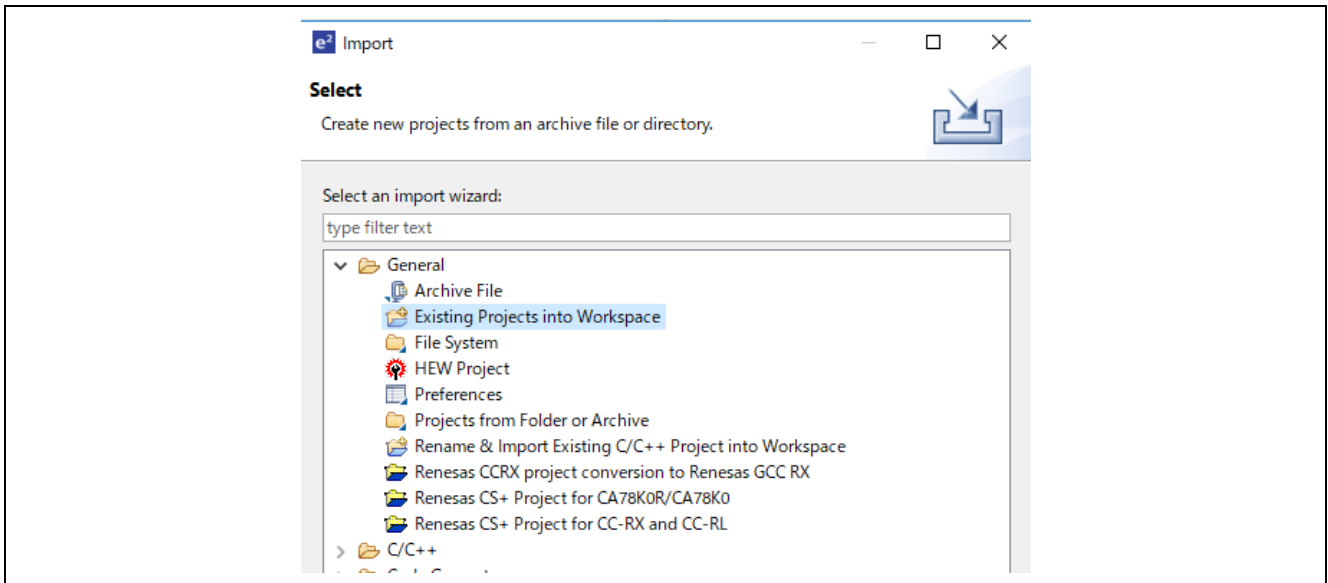 e² Import
Select
Create new projects from an archive file or directory.
Select an import wizard:
type filter text
General
Archive File
Existing Projects into Workspace
File System
HEW Project
Preferences
Projects from Folder or Archive
Rename & Import Existing C/C++ Project into Workspace
Renesas CCRX project conversion to Renesas GCC RX
Renesas CS+ Project for CA78K0R/CA78K0
Renesas CS+ Project for CC-RX and CC-RL
C/C++